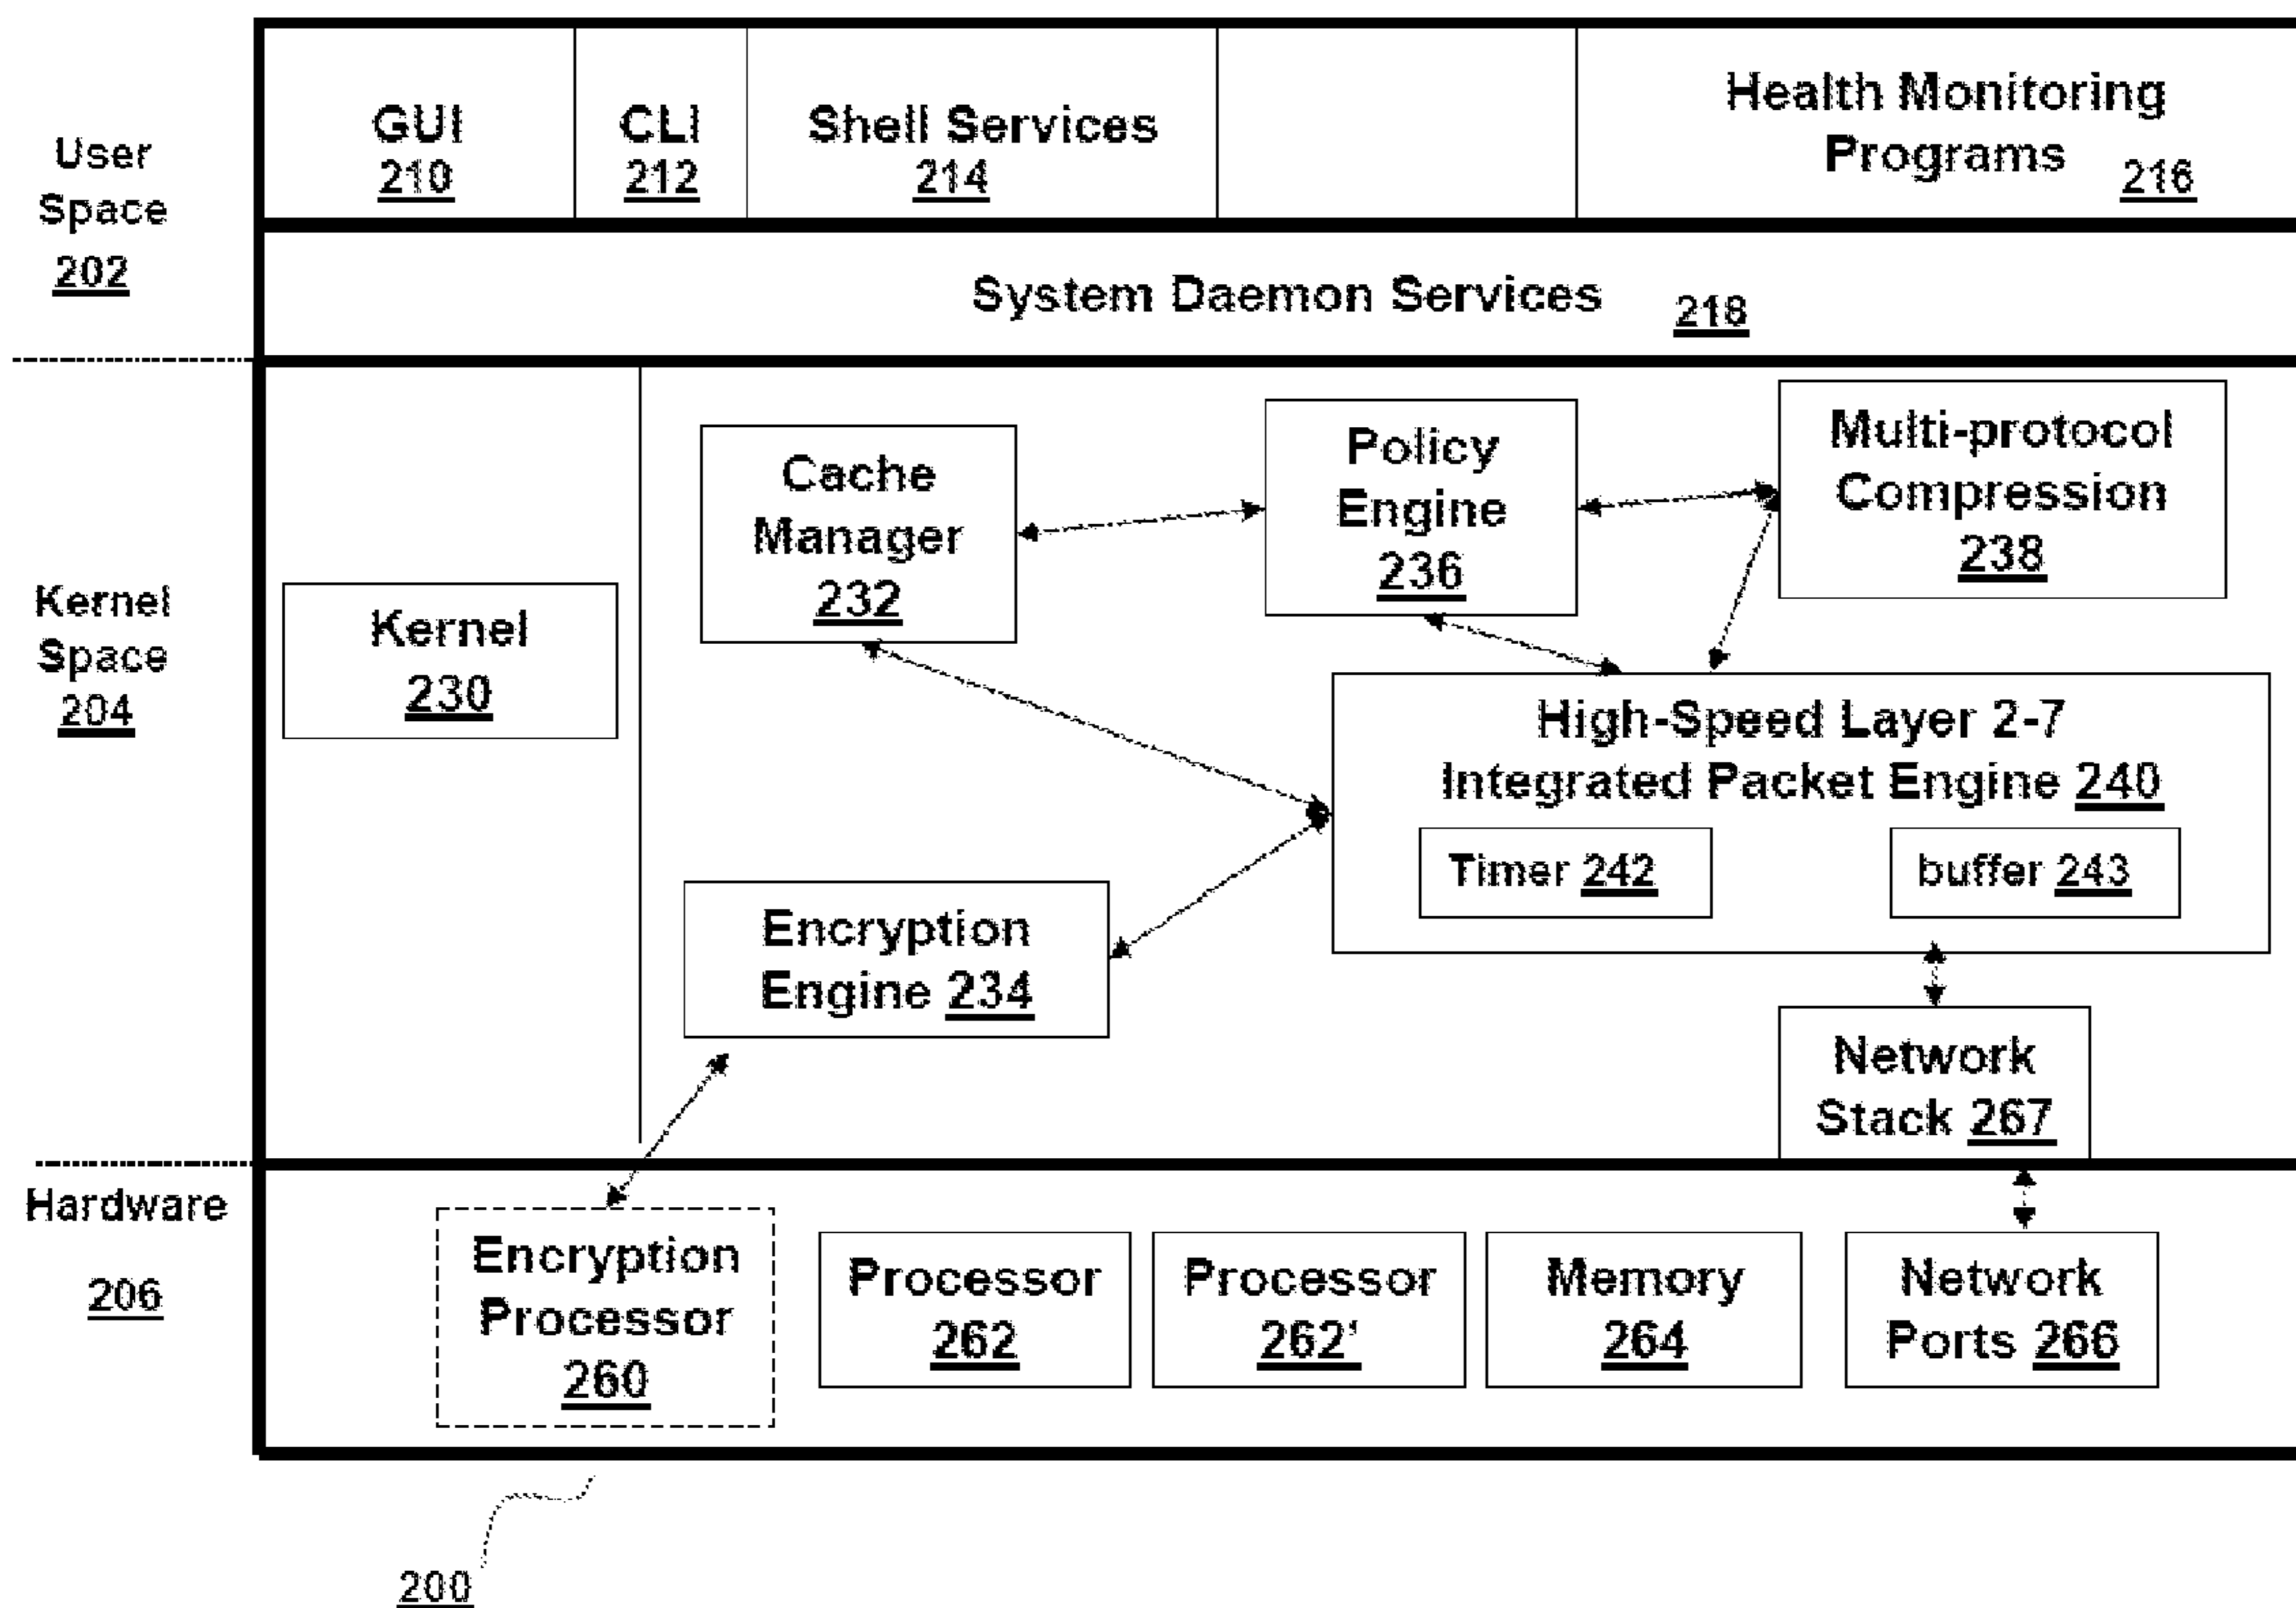 User
Space
202
GUI
210
CLI
212
Shell Services
214
Health Monitoring
Programs 216
System Daemon Services 218
Kernel
Space
204
Kernel
230
Cache
Manager
232
Policy
Engine
236
Multi-protocol
Compression
238
High-Speed Layer 2-7
Integrated Packet Engine 240
Timer 242
buffer 243
Encryption
Engine 234
Network
Stack 267
Hardware
206
Encryption
Processor
260
Processor
262
Processor
262'
Memory
264
Network
Ports 266
200